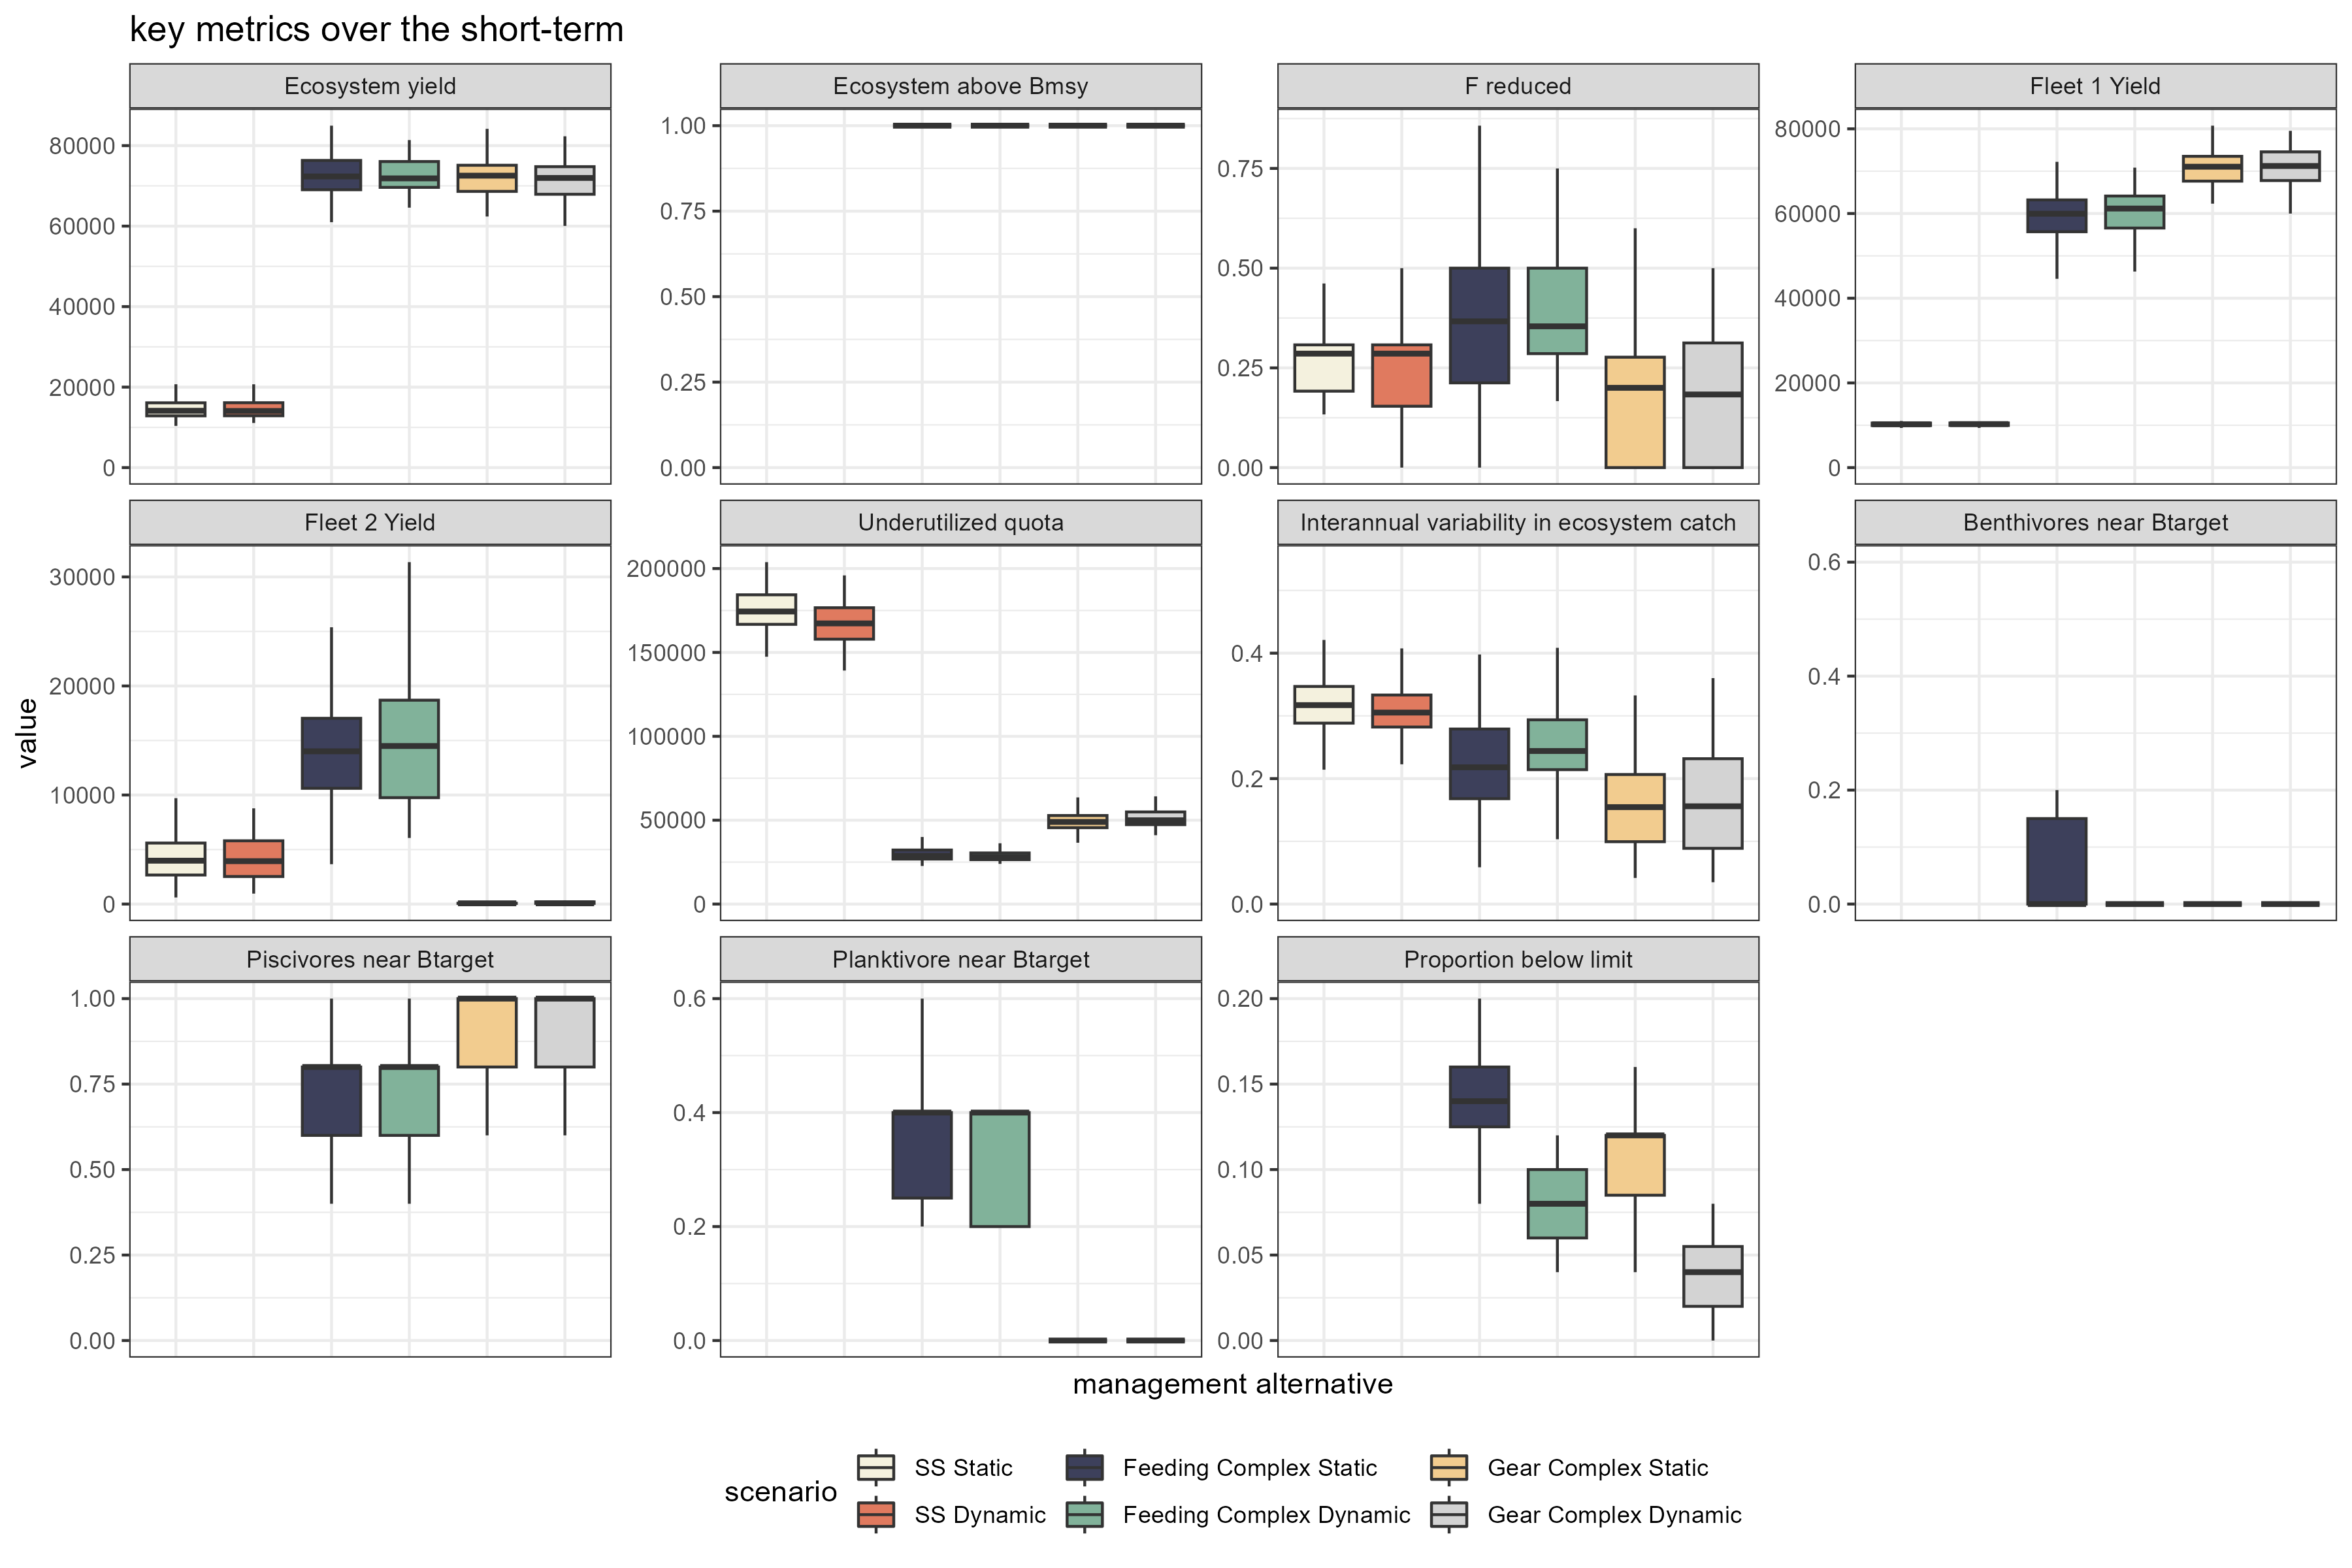 key metrics over the short-term
Ecosystem yield
Ecosystem above Bmsy
F reduced
Fleet 1 Yield
80000
60000
40000
20000
0
1.00
0.75
0.50
0.25
0.00
0.75
0.50
0.25
0.00
80000
60000
40000
20000
0
Fleet 2 Yield
Underutilized quota
Interannual variability in ecosystem catch
Benthivores near Btarget
30000
20000
10000
0
200000
150000
100000
50000
0
0.4
0.2
0.0
0.6
0.4
0.2
0.0
Piscivores near Btarget
Planktivore near Btarget
Proportion below limit
1.00
0.75
0.50
0.25
0.00
0.6
0.4
0.2
0.0
0.20
0.15
0.10
0.05
0.00
value
management alternative
scenario
SS Static
Feeding Complex Static
Gear Complex Static
SS Dynamic
Feeding Complex Dynamic
Gear Complex Dynamic